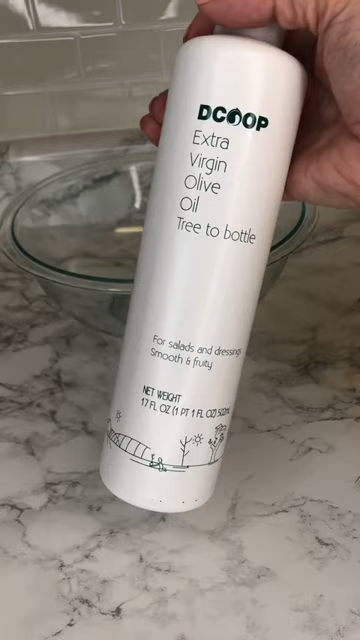 DCOOP
Extra
Virgin
Olive
Oil
Tree to bottle
For salads and dressings
Smooth & fruity
NET WEIGHT
17 FL OZ (1 PT 1 FL OZ) 502mL